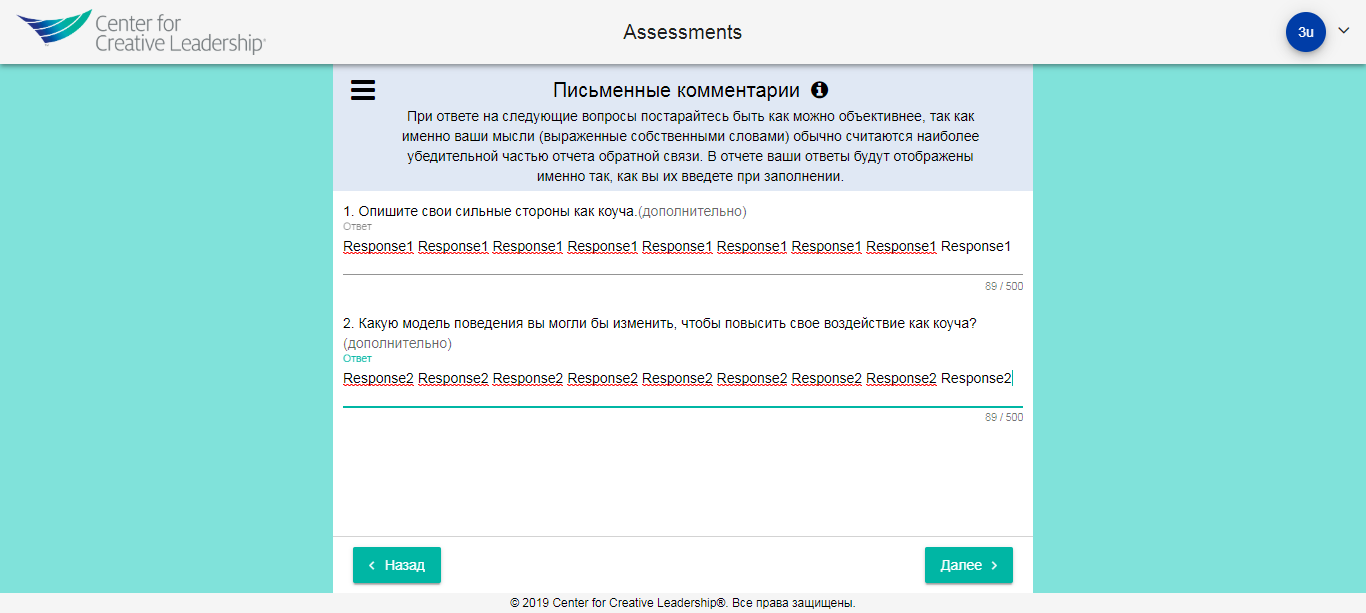 Center for
Creative Leadership®
Assessments
3u
Письменные комментарии
При ответе на следующие вопросы постарайтесь быть как можно объективнее, так как
именно ваши мысли (выраженные собственными словами) обычно считаются наиболее
убедительной частью отчета обратной связи. В отчете ваши ответы будут отображены
именно так, как вы их введете при заполнении.
1. Опишите свои сильные стороны как коуча.(дополнительно)
Ответ
Response1 Response1 Response1 Response1 Response1 Response1 Response1 Response1 Response1
89 / 500
2. Какую модель поведения вы могли бы изменить, чтобы повысить свое воздействие как коуча?
(дополнительно)
Ответ
Response2 Response2 Response2 Response2 Response2 Response2 Response2 Response2 Response2
89 / 500
Назад
Далее
© 2019 Center for Creative Leadership®. Все права защищены.